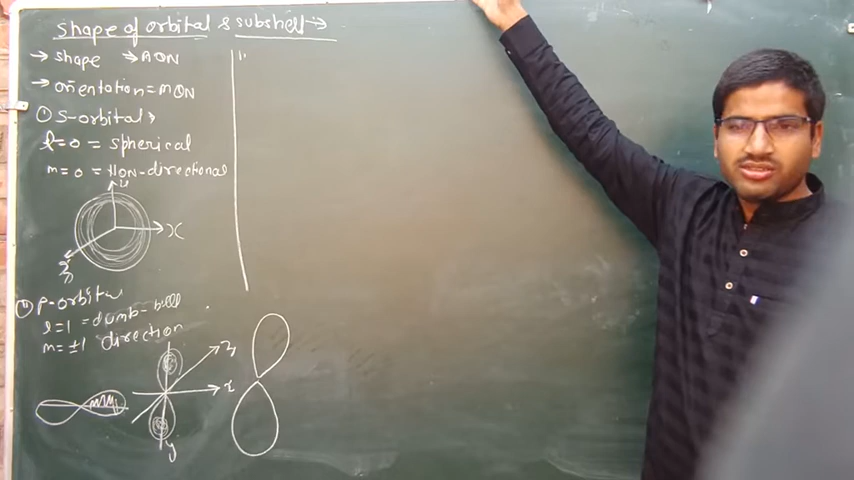 shape of orbital & subshell →
→ shape → AQN
→ orientation = MQN
① S-orbital →
l=0 = spherical
m=0 = NON-directional
y
x
z
② P-orbital
l=1 = dumb-bell
m=±1 direction
z
x
y